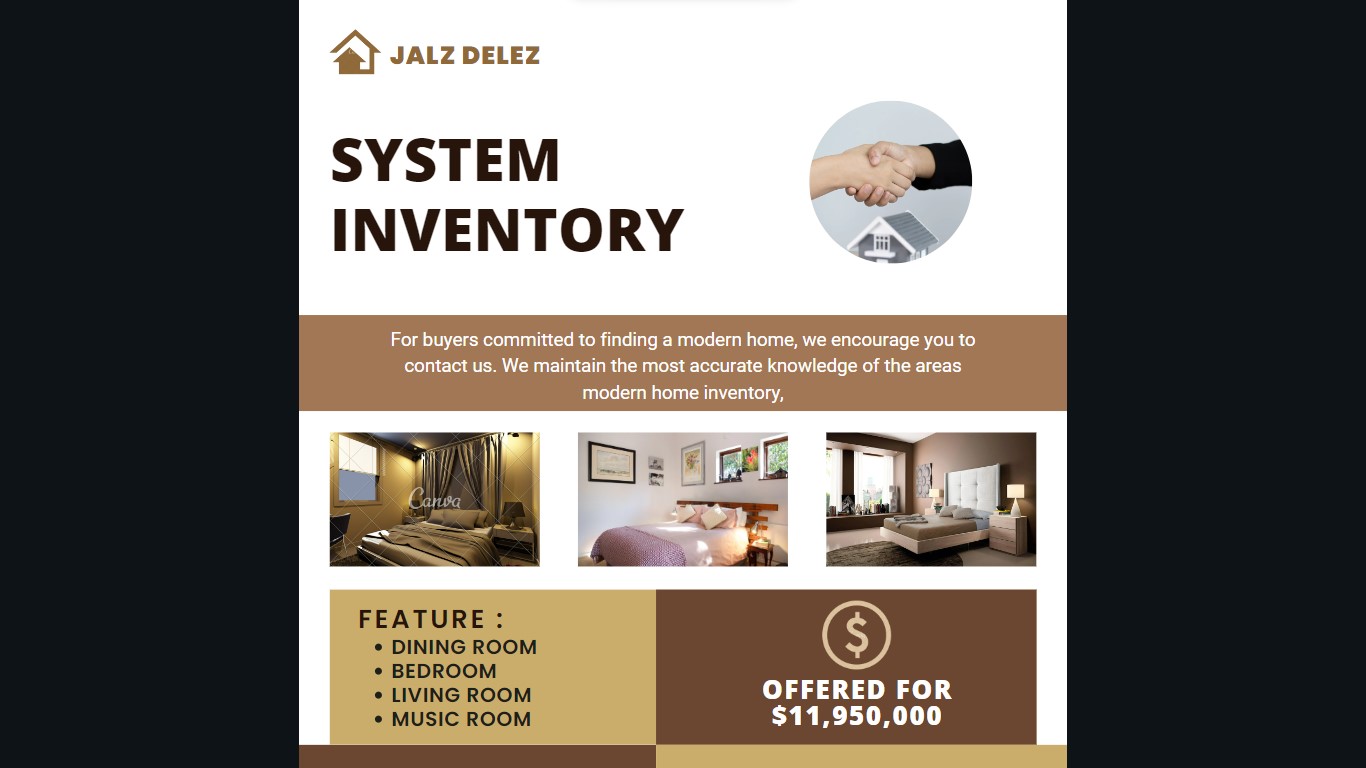 JALZ DELEZ
SYSTEM
INVENTORY
For buyers committed to finding a modern home, we encourage you to
contact us. We maintain the most accurate knowledge of the areas
modern home inventory,
Canva
FEATURE :
• DINING ROOM
• BEDROOM
• LIVING ROOM
• MUSIC ROOM
$
OFFERED FOR
$11,950,000